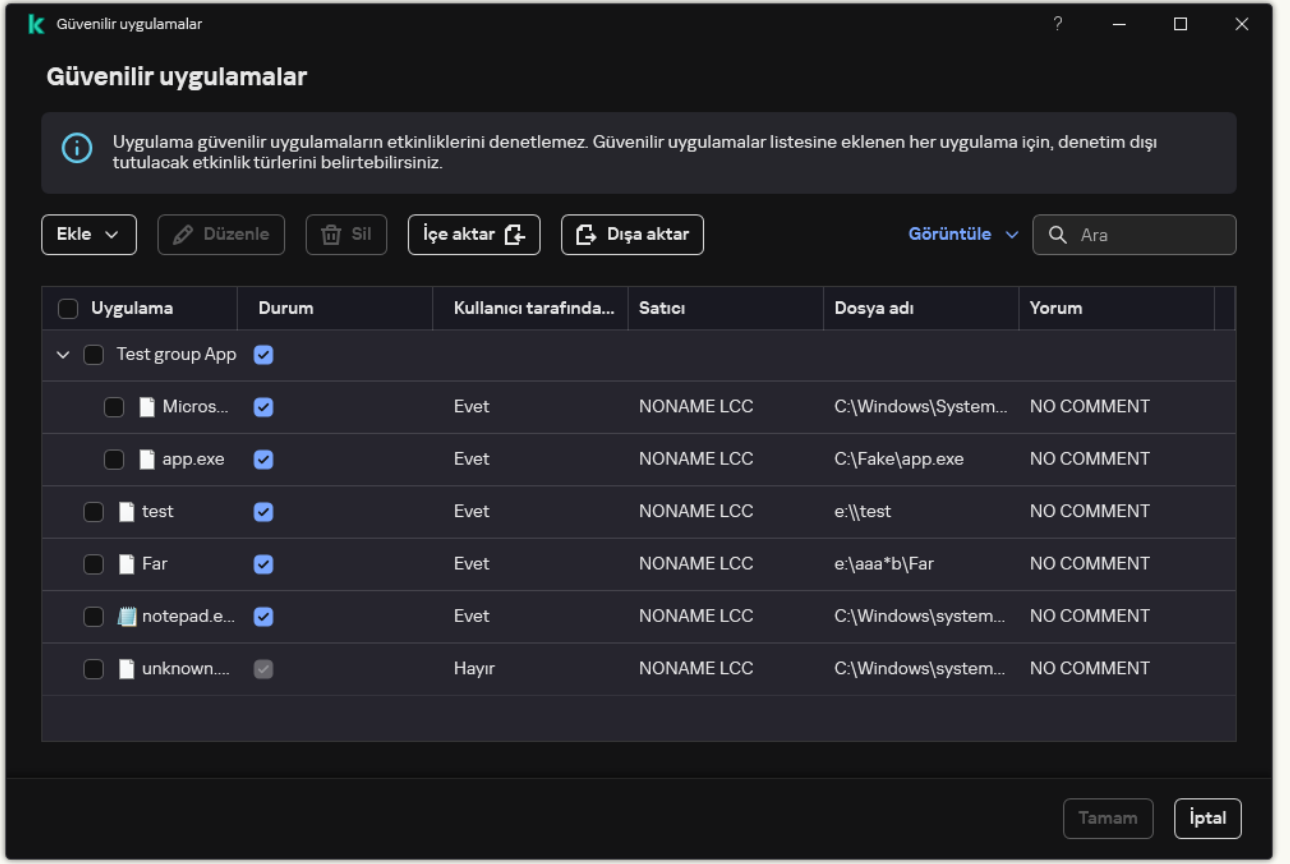 Güvenilir uygulamalar
?
Güvenilir uygulamalar
Uygulama güvenilir uygulamaların etkinliklerini denetlemez. Güvenilir uygulamalar listesine eklenen her uygulama için, denetim dışı
tutulacak etkinlik türlerini belirtebilirsiniz.
Ekle Düzenle Sil İçe aktar Dışa aktar Görüntüle Ara
Uygulama Durum Kullanıcı tarafında... Satıcı Dosya adı Yorum
Test group App
Micros... Evet NONAME LCC C:\Windows\System... NO COMMENT
app.exe Evet NONAME LCC C:\Fake\app.exe NO COMMENT
test Evet NONAME LCC e:\\test NO COMMENT
Far Evet NONAME LCC e:\aaa*b\Far NO COMMENT
notepad.e... Evet NONAME LCC C:\Windows\system... NO COMMENT
unknown.... Hayır NONAME LCC C:\Windows\system... NO COMMENT
Tamam İptal